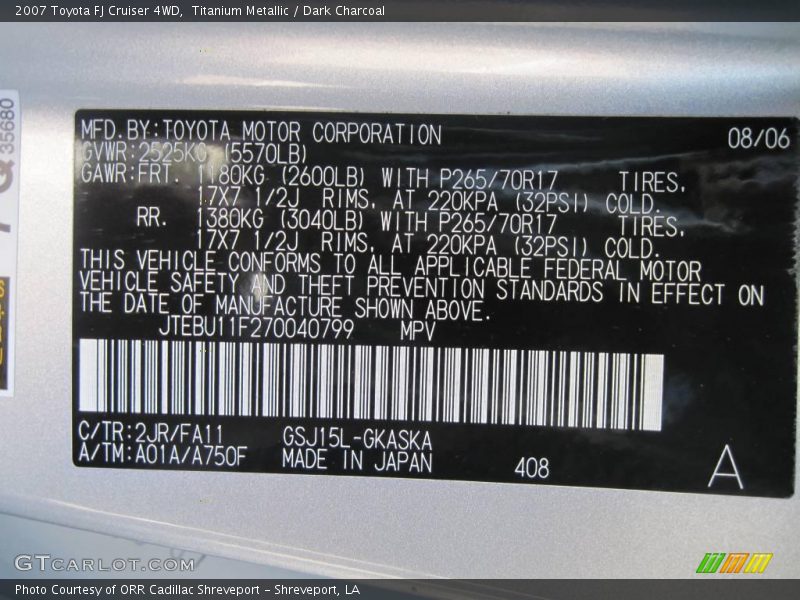 2007 Toyota FJ Cruiser 4WD,  Titanium Metallic / Dark Charcoal
35680
MFD.BY:TOYOTA MOTOR CORPORATION 08/06
GVWR:2525KG (5570LB)
GAWR:FRT. 1180KG (2600LB) WITH P265/70R17 TIRES,
17X7 1/2J RIMS, AT 220KPA (32PSI) COLD.
RR. 1380KG (3040LB) WITH P265/70R17 TIRES,
17X7 1/2J RIMS, AT 220KPA (32PSI) COLD.
THIS VEHICLE CONFORMS TO ALL APPLICABLE FEDERAL MOTOR
VEHICLE SAFETY AND THEFT PREVENTION STANDARDS IN EFFECT ON
THE DATE OF MANUFACTURE SHOWN ABOVE.
JTEBU11F270040799 MPV
C/TR:2JR/FA11 GSJ15L-GKASKA
A/TM:A01A/A750F MADE IN JAPAN 408 A
GTCARLOT.COM
Photo Courtesy of ORR Cadillac Shreveport - Shreveport, LA